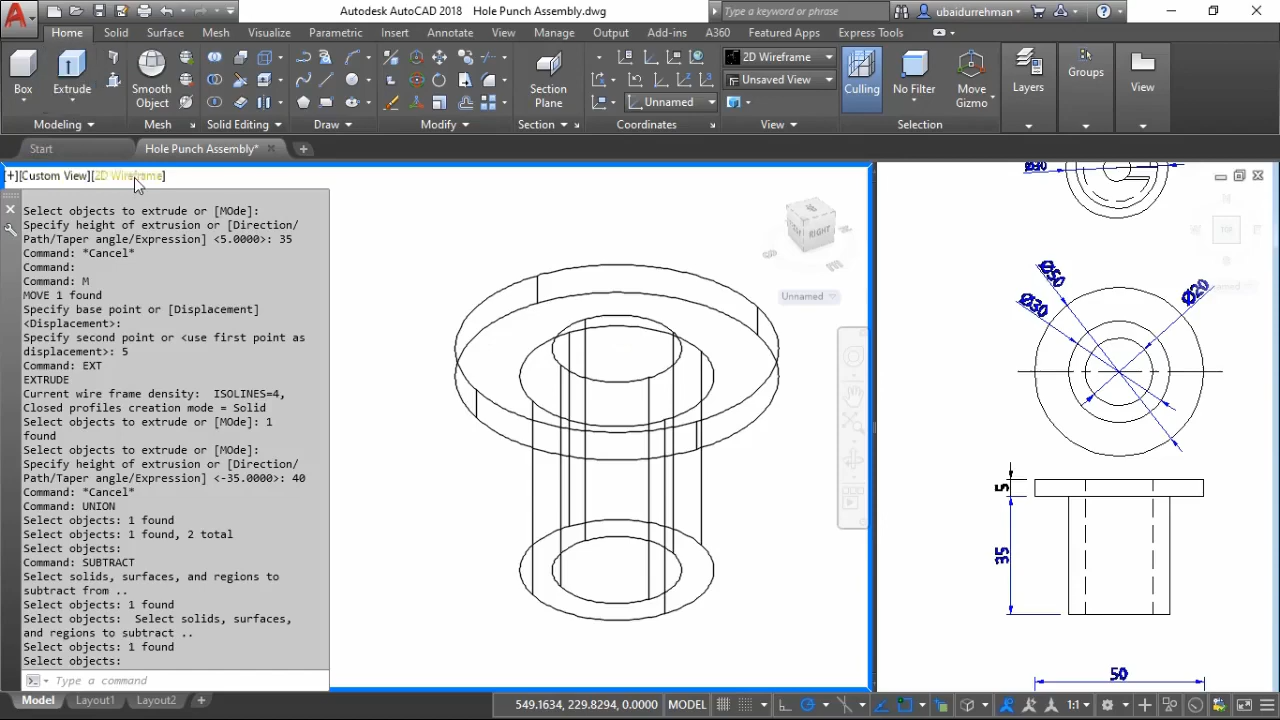 A Autodesk AutoCAD 2018 Hole Punch Assembly.dwg Type a keyword or phrase ubaidurrehman
Home Solid Surface Mesh Visualize Parametric Insert Annotate View Manage Output Add-ins A360 Featured Apps Express Tools
2D Wireframe
Unsaved View
Unnamed
Box Extrude Smooth Object Section Plane Culling No Filter Move Gizmo Layers Groups View
Modeling Mesh Solid Editing Draw Modify Section Coordinates View Selection
Start Hole Punch Assembly*
[+][Custom View][2D Wireframe]
Select objects to extrude or [MOde]:
Specify height of extrusion or [Direction/
Path/Taper angle/Expression] <5.0000>: 35
Command: *Cancel*
Command:
Command: M
MOVE 1 found
Specify base point or [Displacement]
<Displacement>:
Specify second point or <use first point as
displacement>: 5
Command: EXT
EXTRUDE
Current wire frame density:  ISOLINES=4,
Closed profiles creation mode = Solid
Select objects to extrude or [MOde]: 1
found
Select objects to extrude or [MOde]:
Specify height of extrusion or [Direction/
Path/Taper angle/Expression] <-35.0000>: 40
Command: *Cancel*
Command: UNION
Select objects: 1 found
Select objects: 1 found, 2 total
Select objects:
Command: SUBTRACT
Select solids, surfaces, and regions to
subtract from ..
Select objects: 1 found
Select objects:  Select solids, surfaces,
and regions to subtract ..
Select objects: 1 found
Select objects:
Type a command
RIGHT
Unnamed
TOP
Ø50
Ø30
Ø20
5
35
50
Model Layout1 Layout2
549.1634, 229.8294, 0.0000 MODEL 1:1